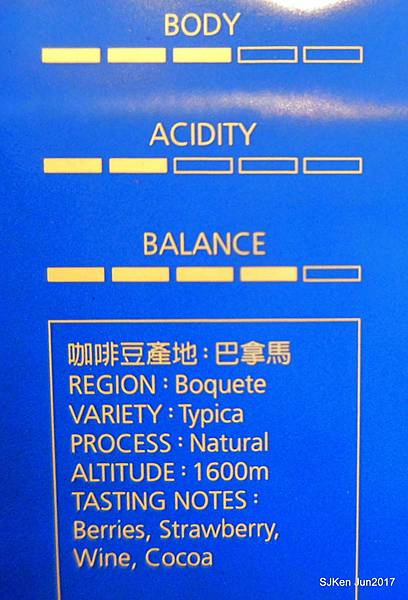 BODY
ACIDITY
BALANCE
咖啡豆產地：巴拿馬
REGION：Boquete
VARIETY：Typica
PROCESS：Natural
ALTITUDE：1600m
TASTING NOTES：
Berries, Strawberry,
Wine, Cocoa
SJKen Jun2017